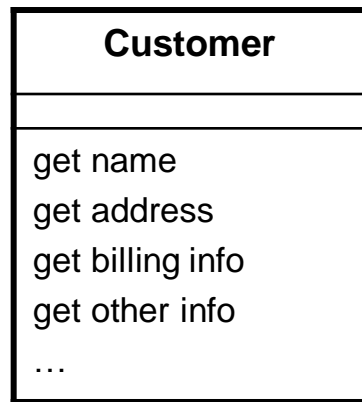 Customer
get name
get address
get billing info
get other info
…